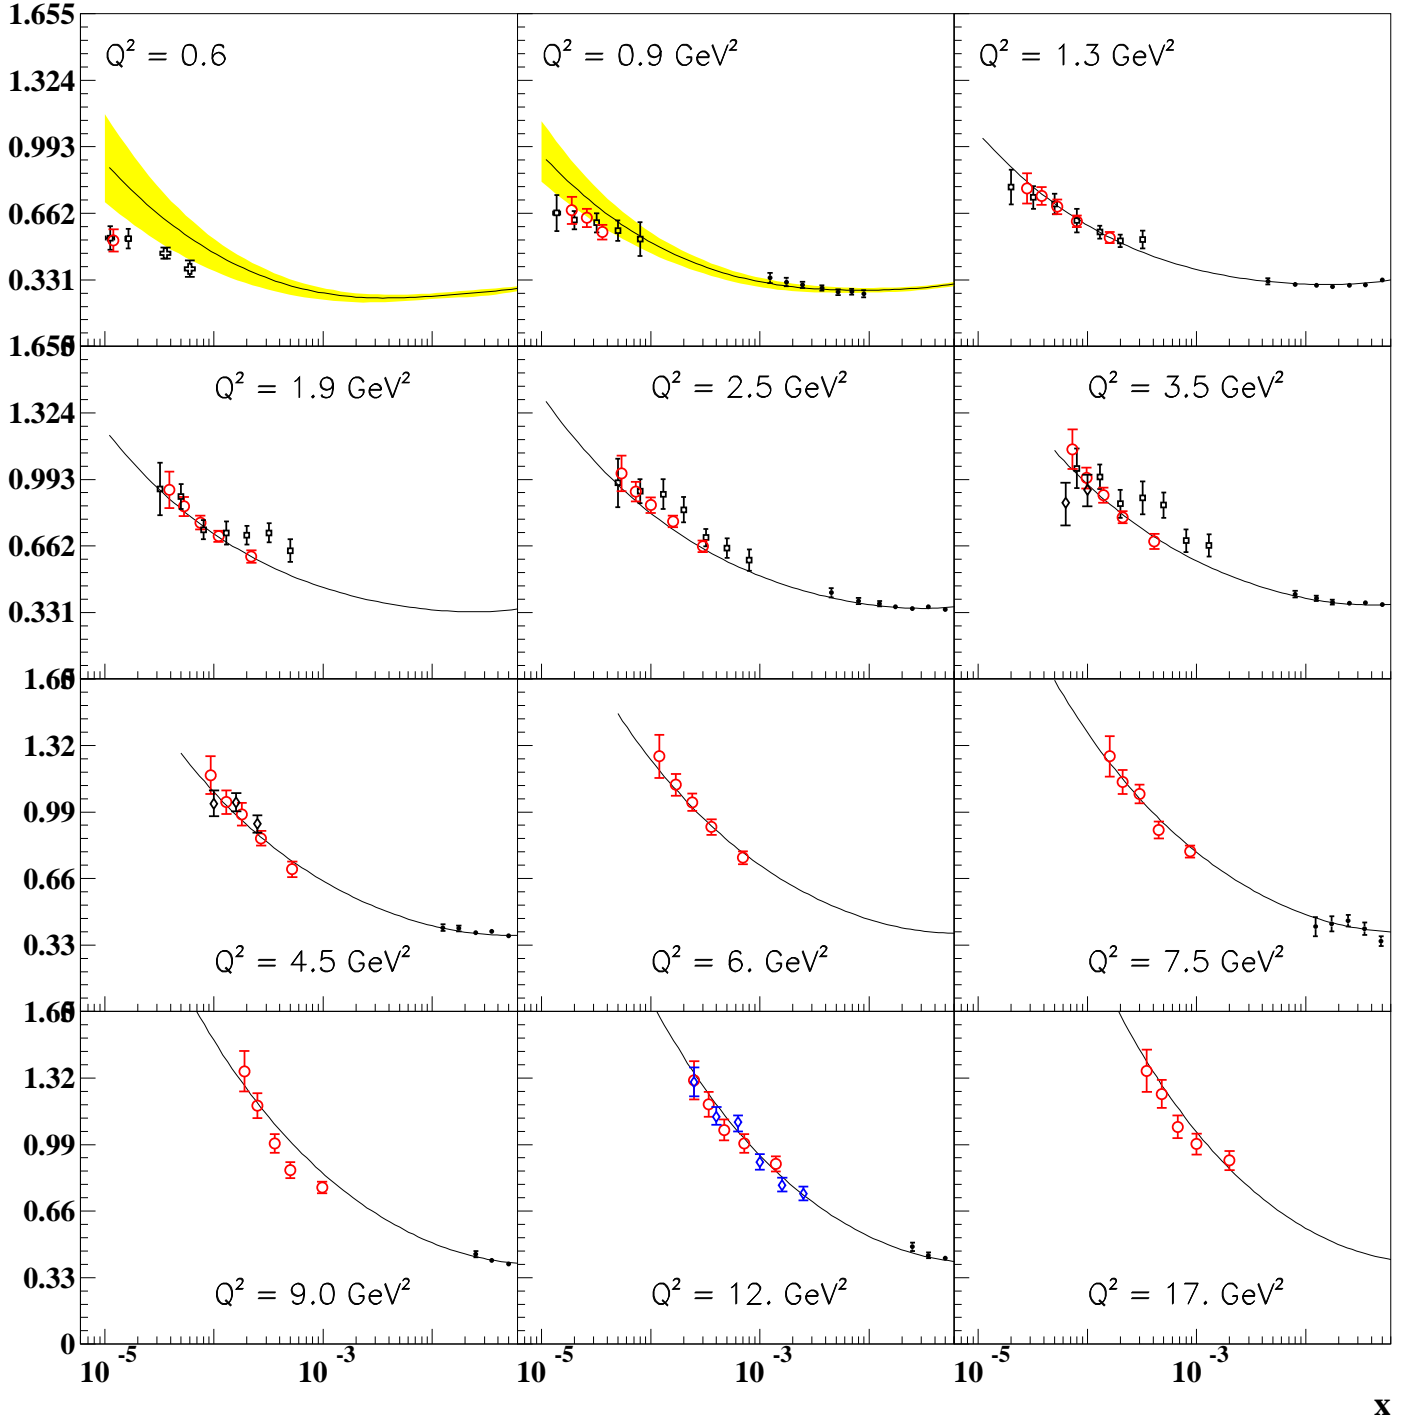 1.655
Q² = 0.6
Q² = 0.9 GeV²
Q² = 1.3 GeV²
1.324
0.993
0.662
0.331
Q² = 1.9 GeV²
Q² = 2.5 GeV²
Q² = 3.5 GeV²
1.324
0.993
0.662
0.331
1.32
0.99
0.66
0.33
Q² = 4.5 GeV²
Q² = 6. GeV²
Q² = 7.5 GeV²
1.32
0.99
0.66
0.33
Q² = 9.0 GeV²
Q² = 12. GeV²
Q² = 17. GeV²
0
10⁻⁵ 10⁻³ 10⁻⁵ 10⁻³ 10⁻⁵ 10⁻³
x